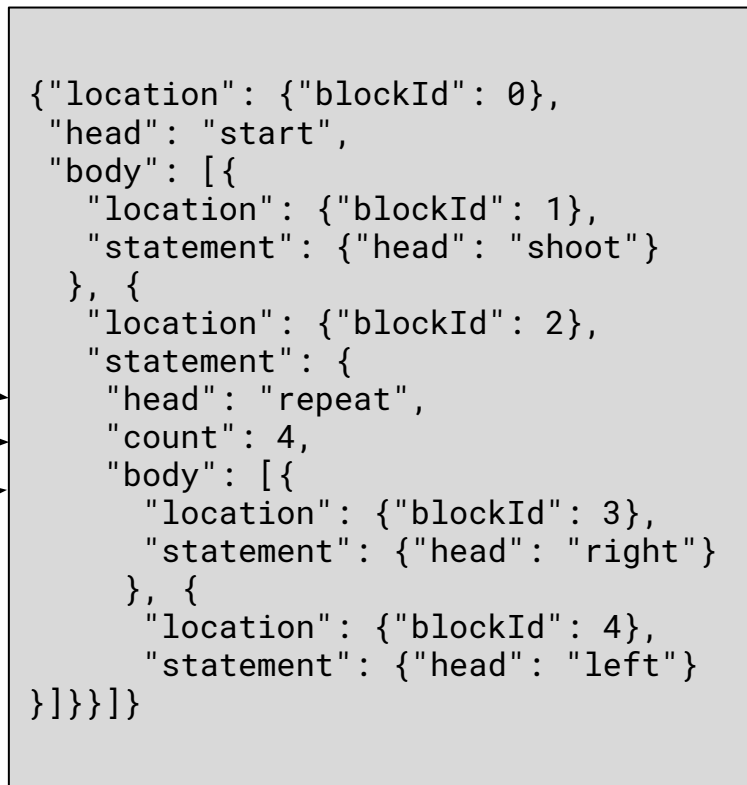 {"location": {"blockId": 0},
 "head": "start",
 "body": [{
   "location": {"blockId": 1},
   "statement": {"head": "shoot"}
  }, {
   "location": {"blockId": 2},
   "statement": {
    "head": "repeat",
    "count": 4,
    "body": [{
      "location": {"blockId": 3},
      "statement": {"head": "right"}
     }, {
      "location": {"blockId": 4},
      "statement": {"head": "left"}
}]}}]}